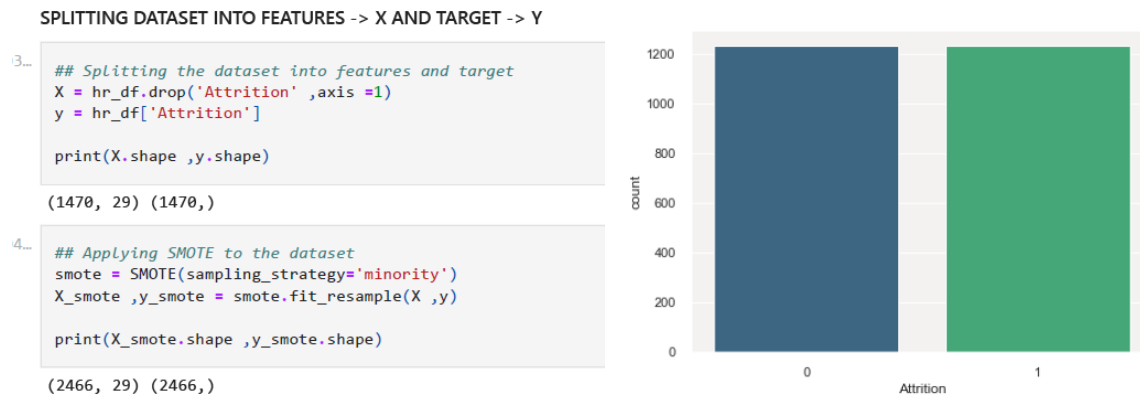 SPLITTING DATASET INTO FEATURES -> X AND TARGET -> Y
3...
## Splitting the dataset into features and target
X = hr_df.drop('Attrition' ,axis =1)
y = hr_df['Attrition']
print(X.shape ,y.shape)
(1470, 29) (1470,)
4...
## Applying SMOTE to the dataset
smote = SMOTE(sampling_strategy='minority')
X_smote ,y_smote = smote.fit_resample(X ,y)
print(X_smote.shape ,y_smote.shape)
(2466, 29) (2466,)
1200
1000
800
600
400
200
0
count
0 1
Attrition